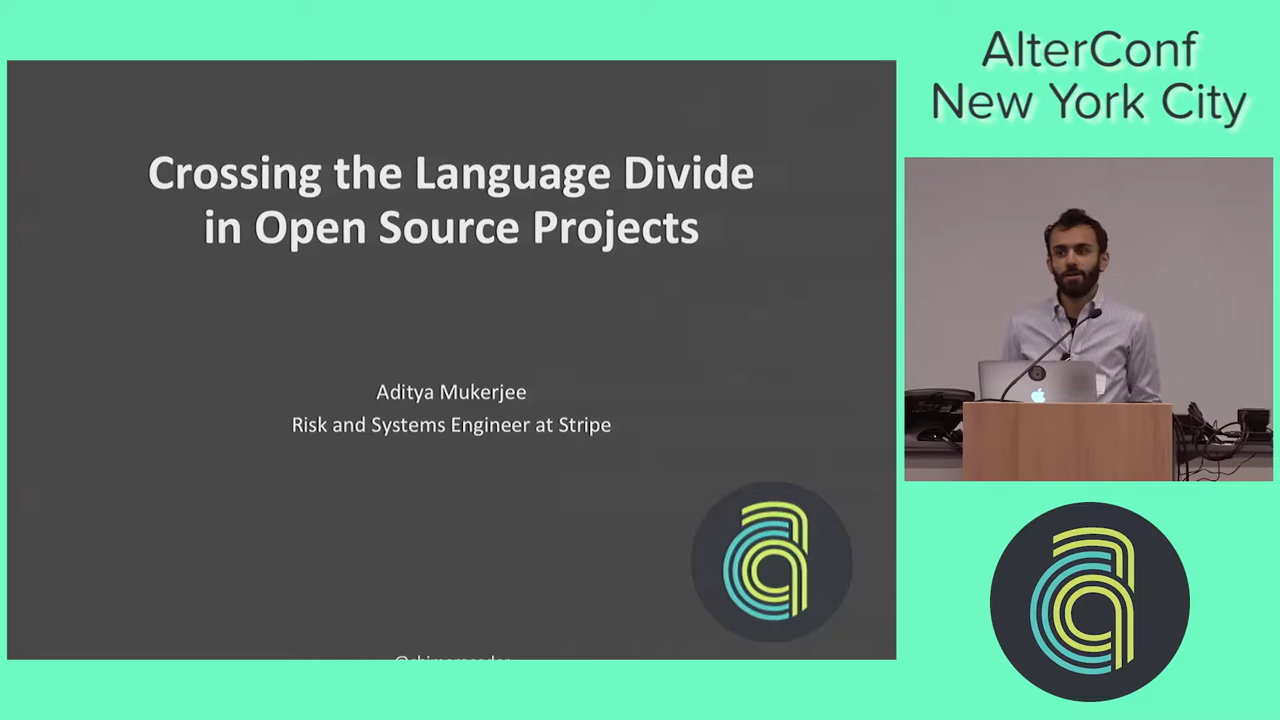 AlterConf
New York City
Crossing the Language Divide
in Open Source Projects
Aditya Mukerjee
Risk and Systems Engineer at Stripe